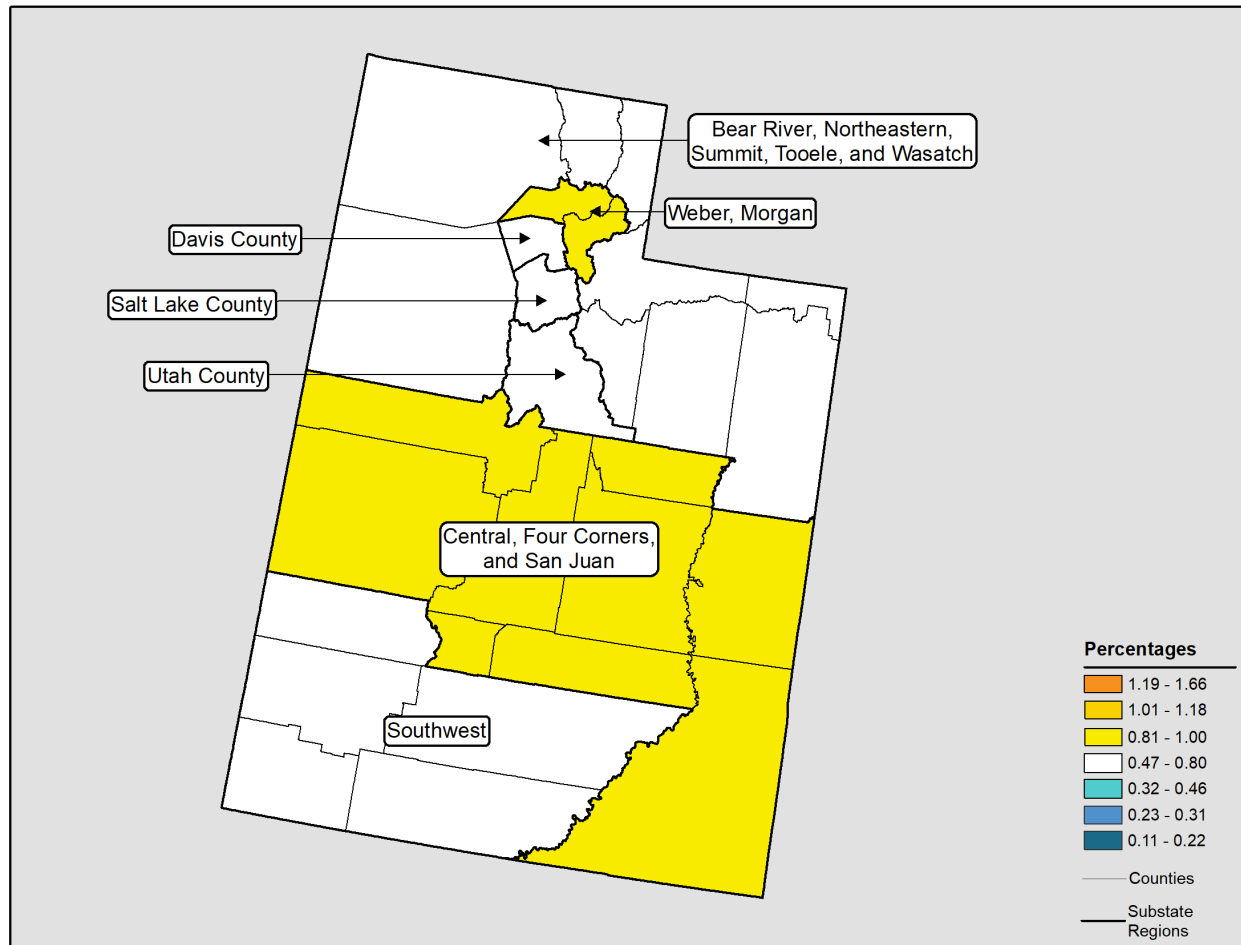 Bear River, Northeastern,
Summit, Tooele, and Wasatch
Weber, Morgan
Davis County
Salt Lake County
Utah County
Central, Four Corners,
and San Juan
Southwest
Percentages
1.19 - 1.66
1.01 - 1.18
0.81 - 1.00
0.47 - 0.80
0.32 - 0.46
0.23 - 0.31
0.11 - 0.22
Counties
Substate
Regions